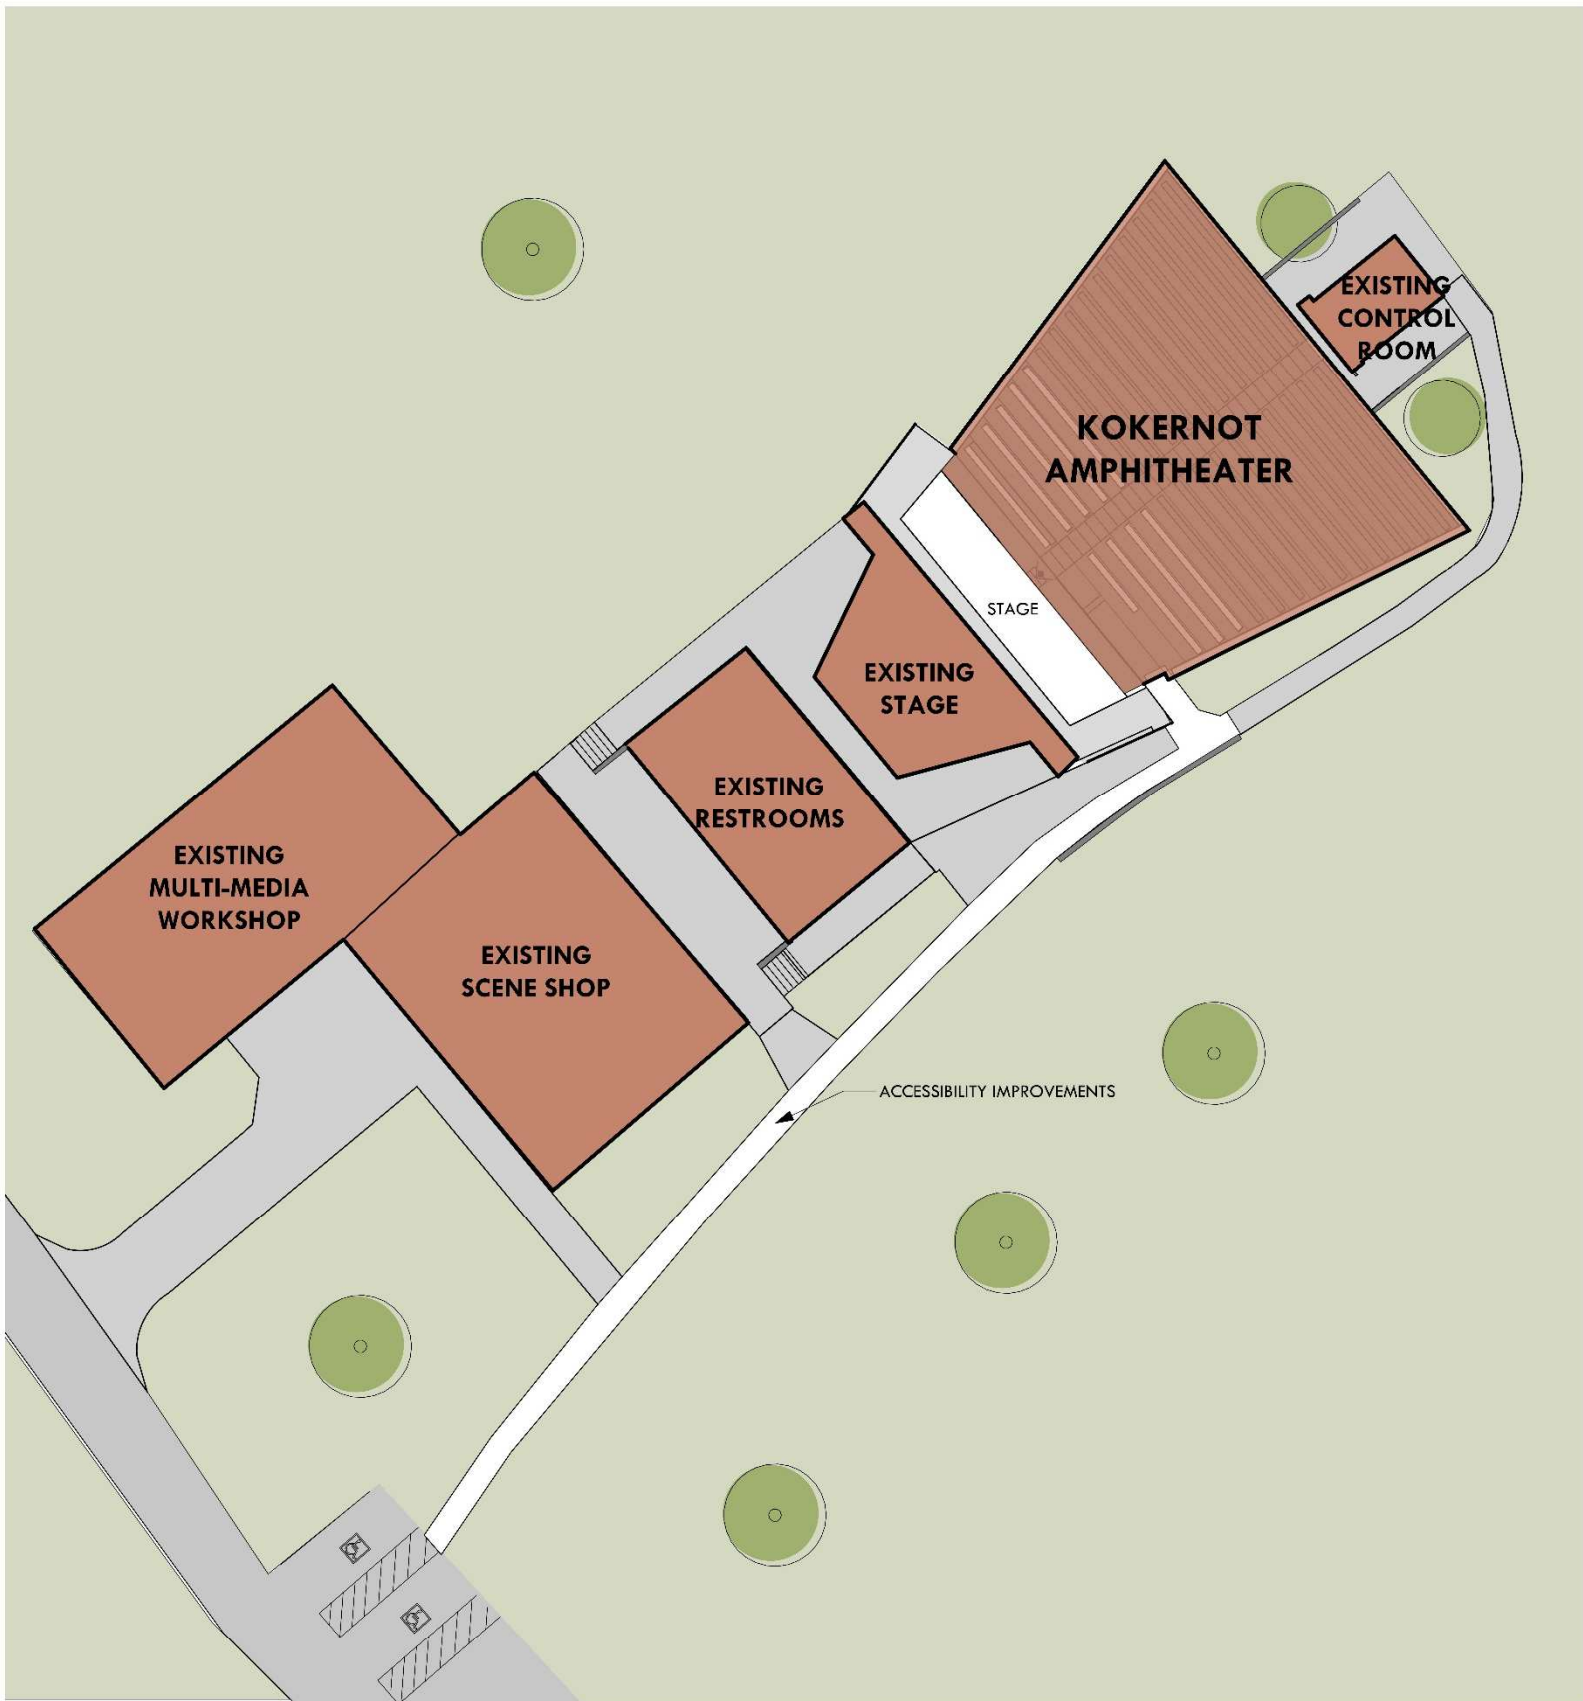 EXISTING
CONTROL
ROOM
KOKERNOT
AMPHITHEATER
STAGE
EXISTING
STAGE
EXISTING
RESTROOMS
EXISTING
MULTI-MEDIA
WORKSHOP
EXISTING
SCENE SHOP
ACCESSIBILITY IMPROVEMENTS